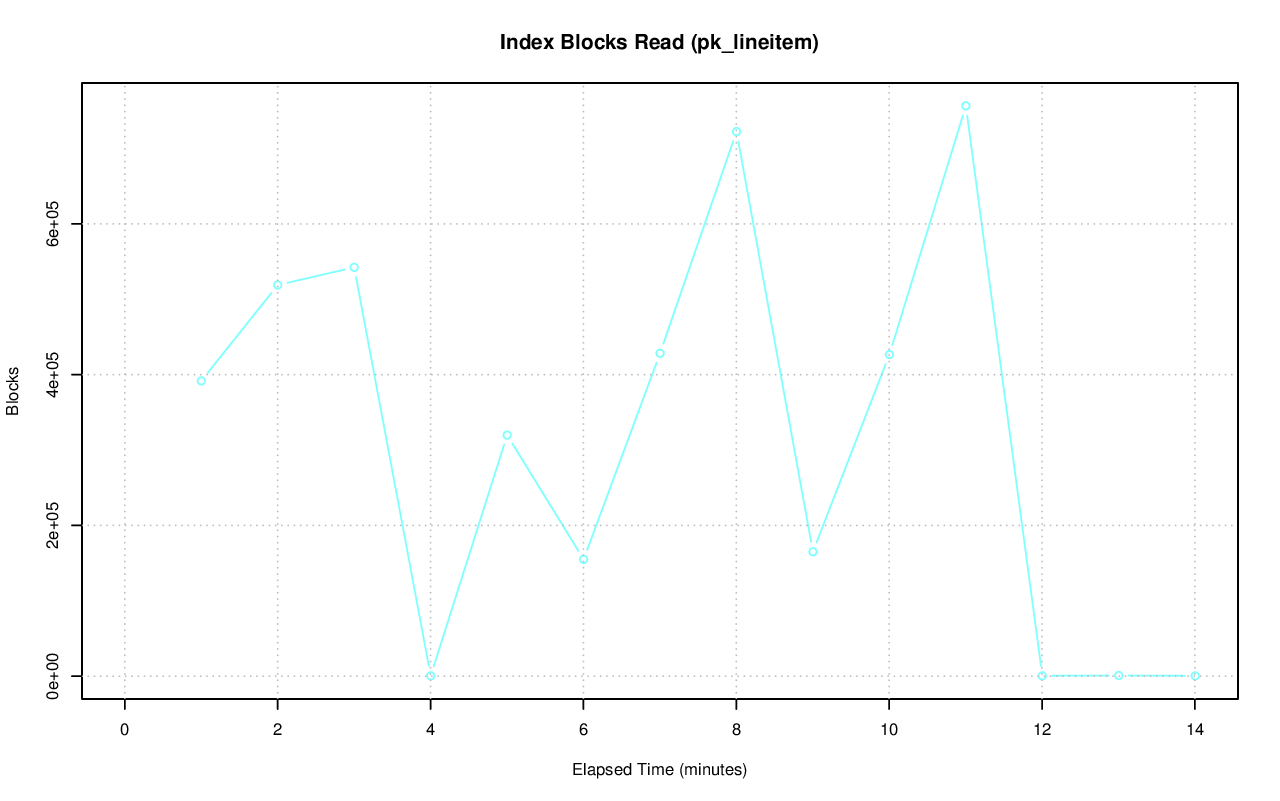 Index Blocks Read (pk_lineitem)
Blocks
6e+05
4e+05
2e+05
0e+00
0 2 4 6 8 10 12 14
Elapsed Time (minutes)